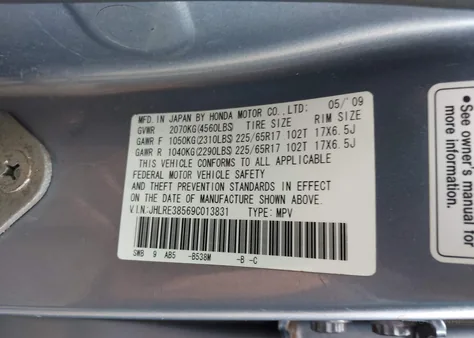 MFD. IN JAPAN BY HONDA MOTOR CO.,LTD: 05/'09
GVWR 2070KG(4560LBS) TIRE SIZE RIM SIZE
GAWR F 1050KG(2310LBS) 225/65R17 102T 17X6.5J
GAWR R 1040KG(2290LBS) 225/65R17 102T 17X6.5J
THIS VEHICLE CONFORMS TO ALL APPLICABLE
FEDERAL MOTOR VEHICLE SAFETY
AND THEFT PREVENTION STANDARDS IN EFFECT
ON THE DATE OF MANUFACTURE SHOWN ABOVE.
V.I.N:JHLRE38569C013831 TYPE: MPV
SWB 9 AB5 -B538M -B -C
•See owner's
manual for